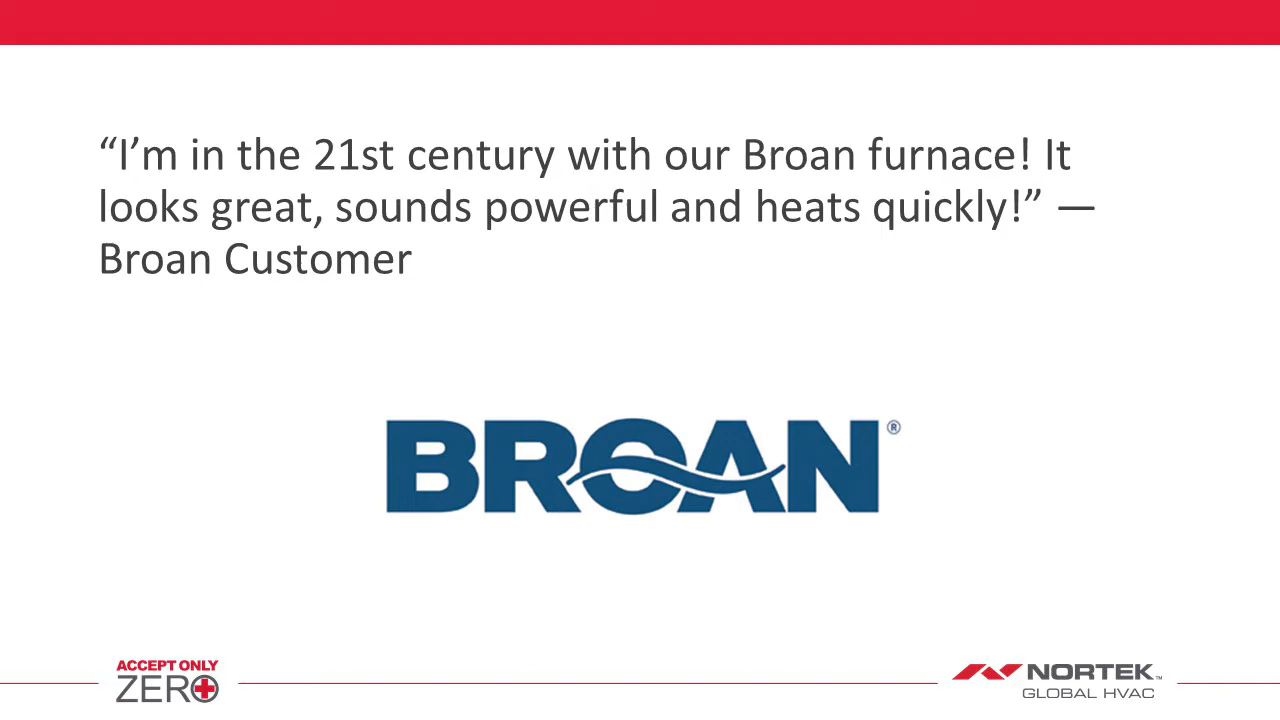 “I’m in the 21st century with our Broan furnace! It
looks great, sounds powerful and heats quickly!” —
Broan Customer
BROAN®
ACCEPT ONLY
ZERO
NORTEK™
GLOBAL HVAC